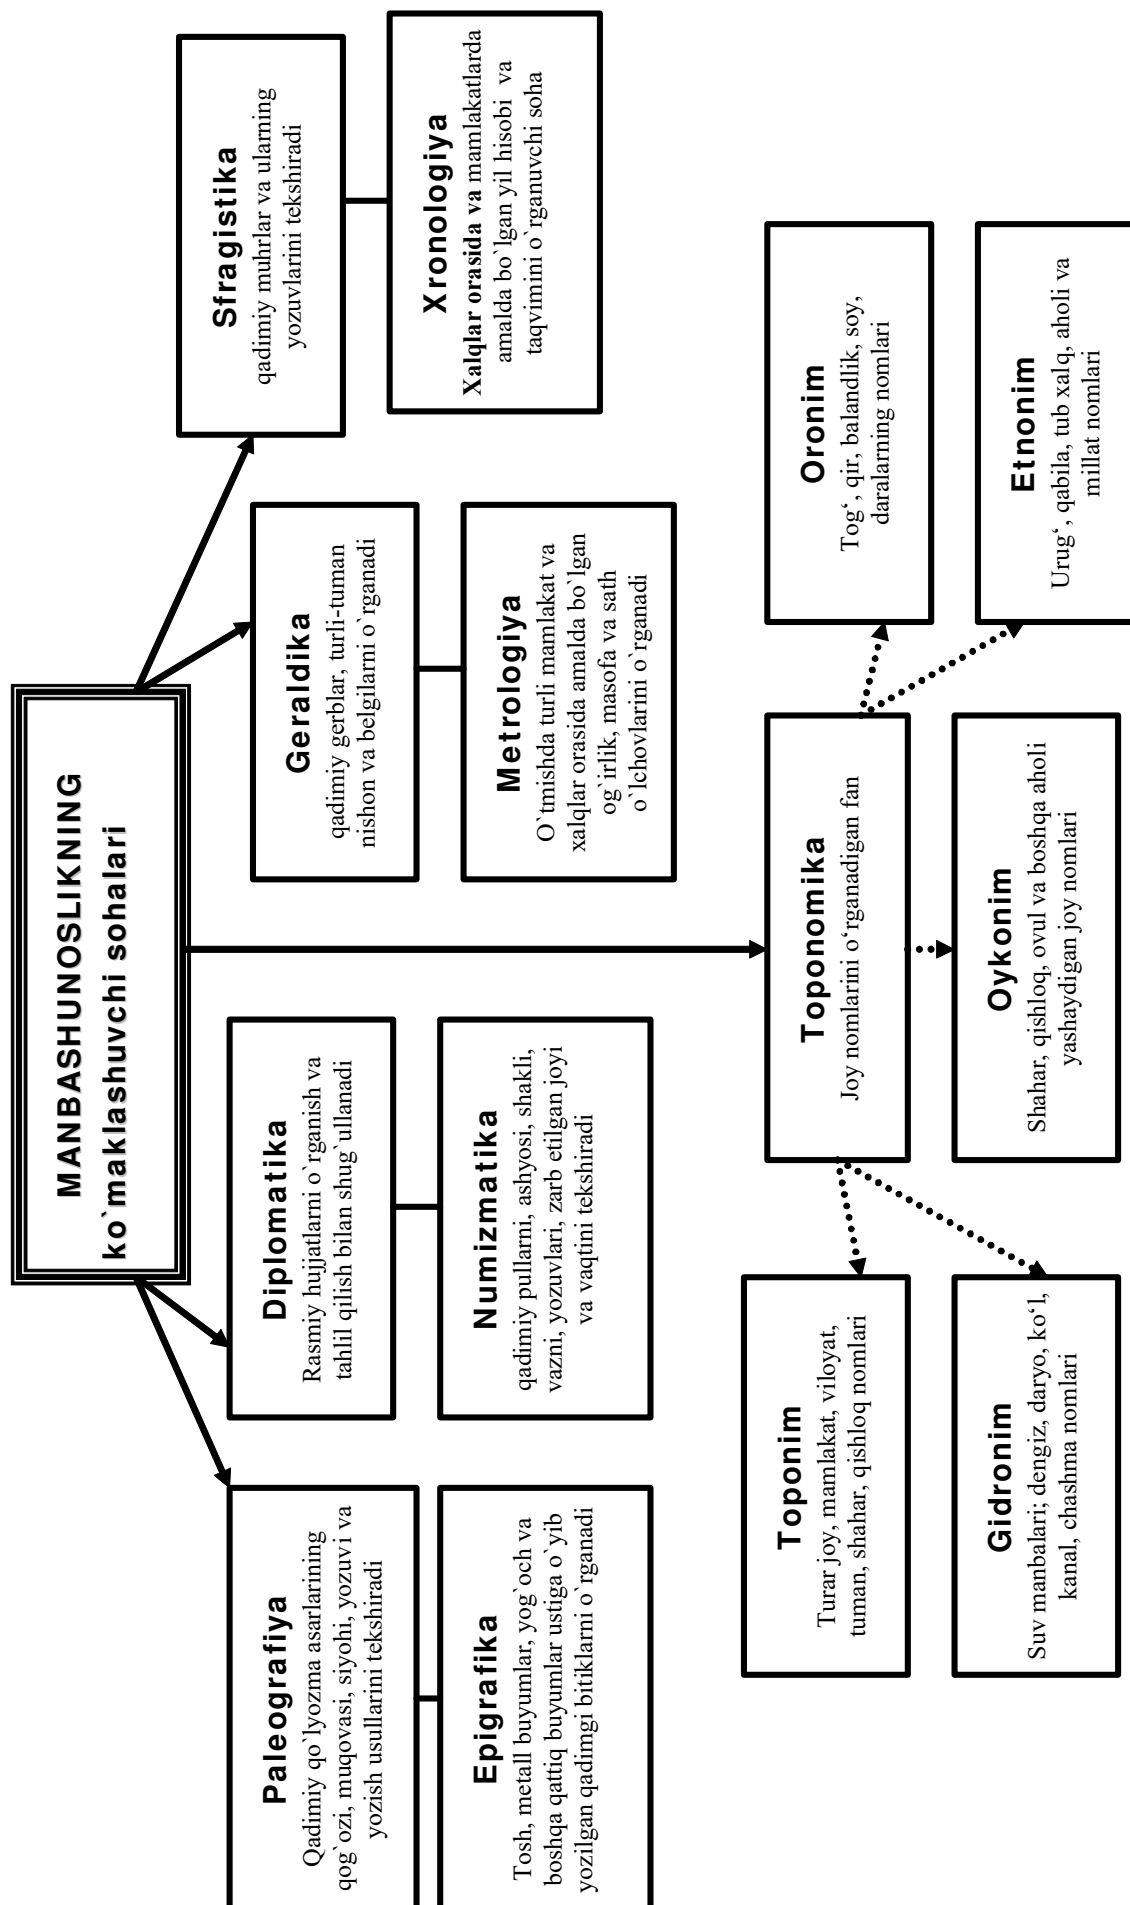 MANBASHUNOSLIKNING
ko`maklashuvchi sohalari
Paleografiya
Qadimiy qo`lyozma asarlarining
qog`ozi, muqovasi, siyohi, yozuvi va
yozish usullarini tekshiradi
Diplomatika
Rasmiy hujjatlarni o`rganish va
tahlil qilish bilan shug`ullanadi
Geraldika
qadimiy gerblar, turli-tuman
nishon va belgilarni o`rganadi
Sfragistika
qadimiy muhrlar va ularning
yozuvlarini tekshiradi
Epigrafika
Tosh, metall buyumlar, yog`och va
boshqa qattiq buyumlar ustiga o`yib
yozilgan qadimgi bitiklarni o`rganadi
Numizmatika
qadimiy pullarni, ashyosi, shakli,
vazni, yozuvlari, zarb etilgan joyi
va vaqtini tekshiradi
Metrologiya
O`tmishda turli mamlakat va
xalqlar orasida amalda bo`lgan
og`irlik, masofa va sath
o`lchovlarini o`rganadi
Xronologiya
Xalqlar orasida va mamlakatlarda
amalda bo`lgan yil hisobi va
taqvimini o`rganuvchi soha
Toponomika
Joy nomlarini o‘rganadigan fan
Toponim
Turar joy, mamlakat, viloyat,
tuman, shahar, qishloq nomlari
Oronim
Tog‘, qir, balandlik, soy,
daralarning nomlari
Gidronim
Suv manbalari; dengiz, daryo, ko‘l,
kanal, chashma nomlari
Oykonim
Shahar, qishloq, ovul va boshqa aholi
yashaydigan joy nomlari
Etnonim
Urug‘, qabila, tub xalq, aholi va
millat nomlari